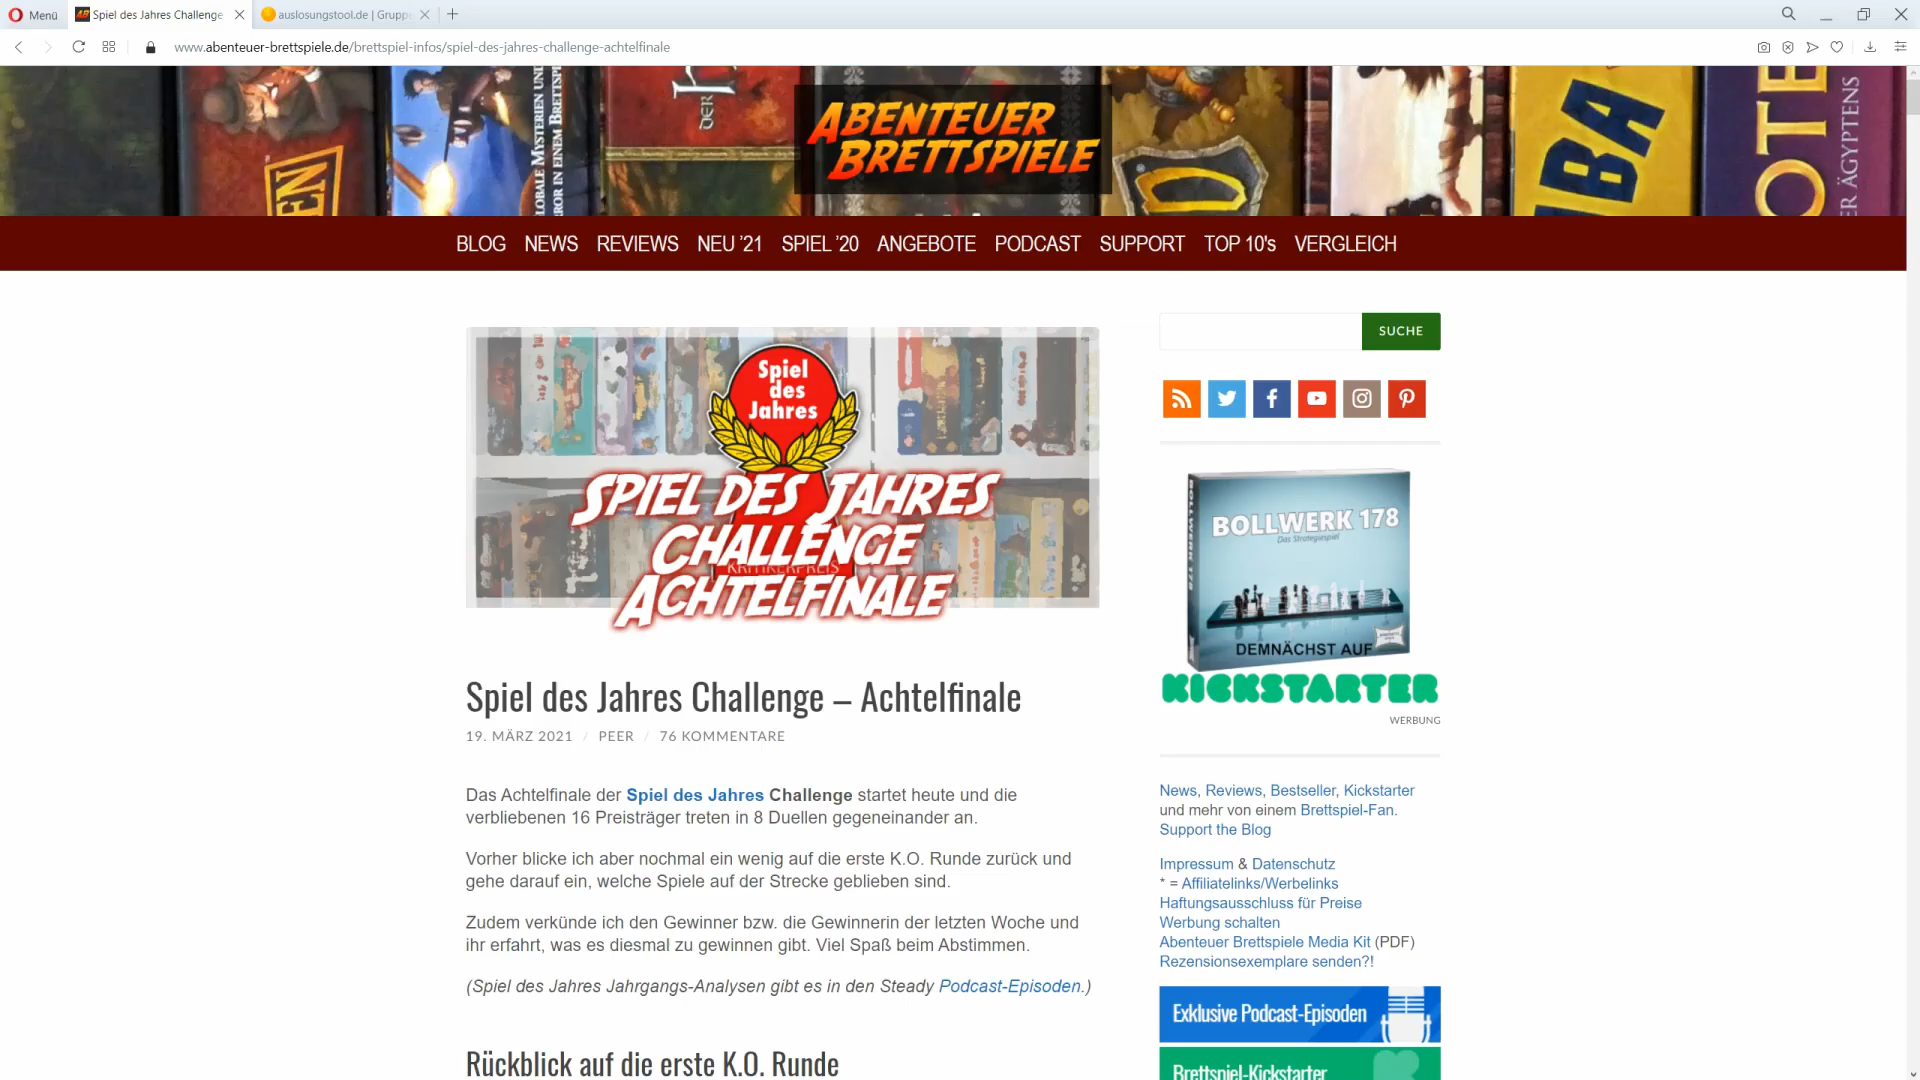 Menü
Spiel des Jahres Challenge
auslosungstool.de | Gruppe
www.abenteuer-brettspiele.de/brettspiel-infos/spiel-des-jahres-challenge-achtelfinale
ABENTEUER
BRETTSPIELE
DER
BLOG NEWS REVIEWS NEU '21 SPIEL '20 ANGEBOTE PODCAST SUPPORT TOP 10's VERGLEICH
Spiel
des
Jahres
SPIEL DES JAHRES
CHALLENGE
KRITIKERPREIS
ACHTELFINALE
Spiel des Jahres Challenge – Achtelfinale
19. MÄRZ 2021 / PEER / 76 KOMMENTARE
Das Achtelfinale der Spiel des Jahres Challenge startet heute und die
verbliebenen 16 Preisträger treten in 8 Duellen gegeneinander an.
Vorher blicke ich aber nochmal ein wenig auf die erste K.O. Runde zurück und
gehe darauf ein, welche Spiele auf der Strecke geblieben sind.
Zudem verkünde ich den Gewinner bzw. die Gewinnerin der letzten Woche und
ihr erfahrt, was es diesmal zu gewinnen gibt. Viel Spaß beim Abstimmen.
(Spiel des Jahres Jahrgangs-Analysen gibt es in den Steady Podcast-Episoden.)
Rückblick auf die erste K.O. Runde
SUCHE
BOLLWERK 178
BOLLWERK 178
Das Strategiespiel
DEMNÄCHST AUF
KICKSTARTER
WERBUNG
News, Reviews, Bestseller, Kickstarter
und mehr von einem Brettspiel-Fan.
Support the Blog
Impressum & Datenschutz
* = Affiliatelinks/Werbelinks
Haftungsausschluss für Preise
Werbung schalten
Abenteuer Brettspiele Media Kit (PDF)
Rezensionsexemplare senden?!
Exklusive Podcast-Episoden
Brettspiel-Kickstarter